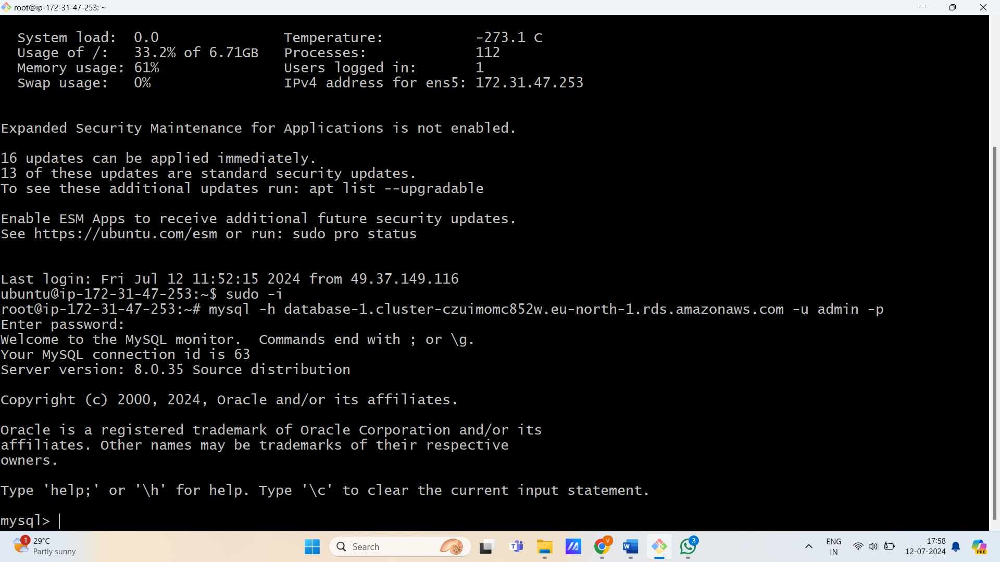 root@ip-172-31-47-253: ~
System load:  0.0               Temperature:           -273.1 C
Usage of /:   33.2% of 6.71GB   Processes:             112
Memory usage: 61%               Users logged in:       1
Swap usage:   0%                IPv4 address for ens5: 172.31.47.253
Expanded Security Maintenance for Applications is not enabled.
16 updates can be applied immediately.
13 of these updates are standard security updates.
To see these additional updates run: apt list --upgradable
Enable ESM Apps to receive additional future security updates.
See https://ubuntu.com/esm or run: sudo pro status
Last login: Fri Jul 12 11:52:15 2024 from 49.37.149.116
ubuntu@ip-172-31-47-253:~$ sudo -i
root@ip-172-31-47-253:~# mysql -h database-1.cluster-czuimomc852w.eu-north-1.rds.amazonaws.com -u admin -p
Enter password:
Welcome to the MySQL monitor.  Commands end with ; or \g.
Your MySQL connection id is 63
Server version: 8.0.35 Source distribution
Copyright (c) 2000, 2024, Oracle and/or its affiliates.
Oracle is a registered trademark of Oracle Corporation and/or its
affiliates. Other names may be trademarks of their respective
owners.
Type 'help;' or '\h' for help. Type '\c' to clear the current input statement.
mysql>
1
29°C
Partly sunny
Search
V
W
3
ENG
IN
17:58
12-07-2024
PRE